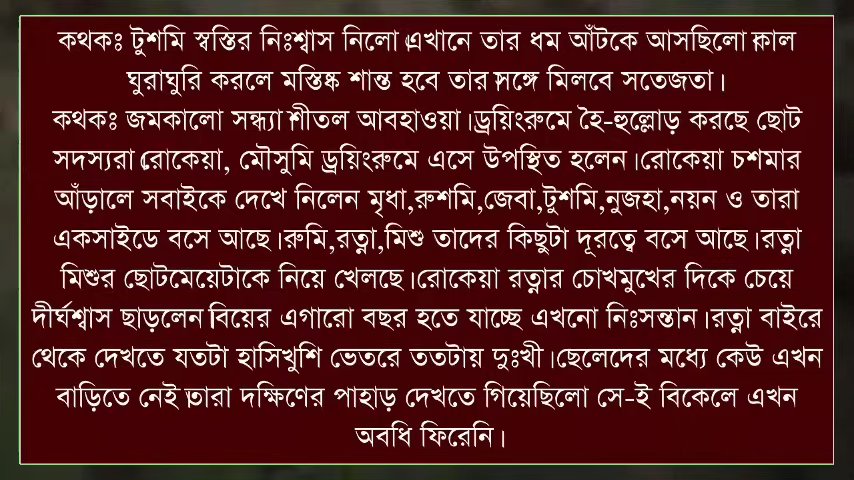 কথকঃ টুশমি স্বস্তির নিঃশ্বাস নিলো।এখানে তার ধম আঁটকে আসছিলো।কাল
ঘুরাঘুরি করলে মস্তিষ্ক শান্ত হবে তার সঙ্গে মিলবে সতেজতা।
কথকঃ জমকালো সন্ধ্যা।শীতল আবহাওয়া।ড্রয়িংরুমে হৈ-হুল্লোড় করছে ছোট
সদস্যরা।রোকেয়া, মৌসুমি ড্রয়িংরুমে এসে উপস্থিত হলেন।রোকেয়া চশমার
আঁড়ালে সবাইকে দেখে নিলেন মৃধা,রুশমি,জেবা,টুশমি,নুজহা,নয়ন ও তারা
একসাইডে বসে আছে।রুমি,রত্না,মিশু তাদের কিছুটা দূরত্বে বসে আছে।রত্না
মিশুর ছোটমেয়েটাকে নিয়ে খেলছে।রোকেয়া রত্নার চোখমুখের দিকে চেয়ে
দীর্ঘশ্বাস ছাড়লেন।বিয়ের এগারো বছর হতে যাচ্ছে এখনো নিঃসন্তান।রত্না বাইরে
থেকে দেখতে যতটা হাসিখুশি ভেতরে ততটায় দুঃখী।ছেলেদের মধ্যে কেউ এখন
বাড়িতে নেই।তারা দক্ষিণের পাহাড় দেখতে গিয়েছিলো সে-ই বিকেলে এখন
অবধি ফিরেনি।